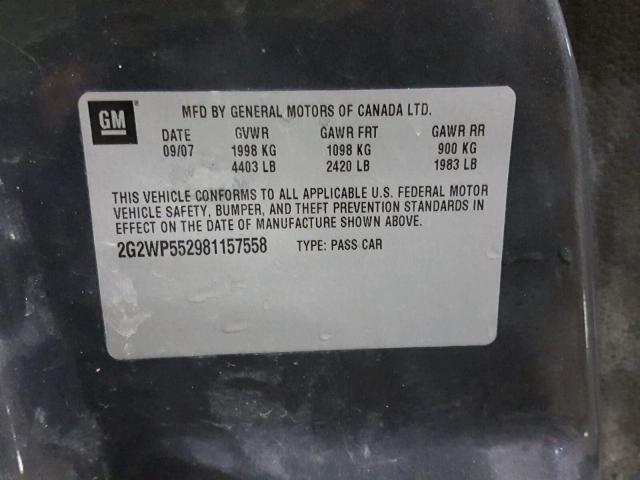 GM ®
MFD BY GENERAL MOTORS OF CANADA LTD.
DATE GVWR GAWR FRT GAWR RR
09/07 1998 KG 1098 KG 900 KG
4403 LB 2420 LB 1983 LB
THIS VEHICLE CONFORMS TO ALL APPLICABLE U.S. FEDERAL MOTOR
VEHICLE SAFETY, BUMPER, AND THEFT PREVENTION STANDARDS IN
EFFECT ON THE DATE OF MANUFACTURE SHOWN ABOVE.
2G2WP552981157558 TYPE: PASS CAR